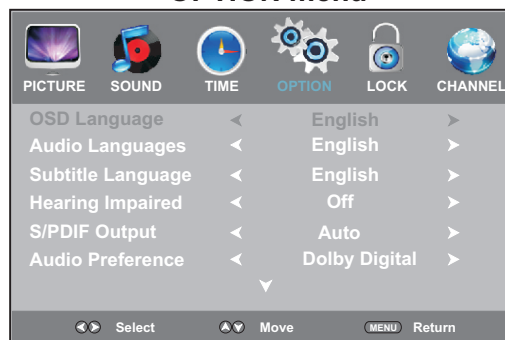 PICTURE SOUND TIME OPTION LOCK CHANNEL
OSD Language English
Audio Languages English
Subtitle Language English
Hearing Impaired Off
S/PDIF Output Auto
Audio Preference Dolby Digital
Select Move MENU Return